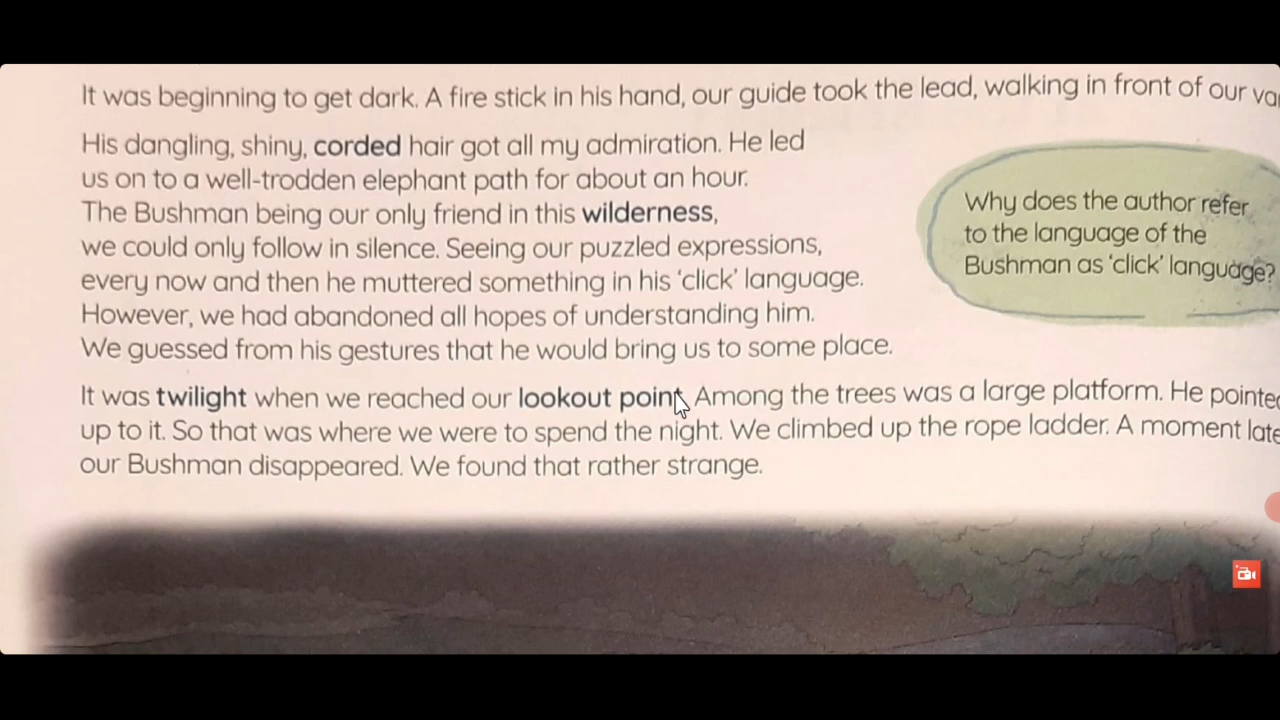 It was beginning to get dark. A fire stick in his hand, our guide took the lead, walking in front of our
His dangling, shiny, corded hair got all my admiration. He led
us on to a well-trodden elephant path for about an hour.
The Bushman being our only friend in this wilderness,
we could only follow in silence. Seeing our puzzled expressions,
every now and then he muttered something in his 'click' language.
However, we had abandoned all hopes of understanding him.
We guessed from his gestures that he would bring us to some place.
Why does the author refer
to the language of the
Bushman as 'click' language?
It was twilight when we reached our lookout point. Among the trees was a large platform. He pointed
up to it. So that was where we were to spend the night. We climbed up the rope ladder. A moment late
our Bushman disappeared. We found that rather strange.